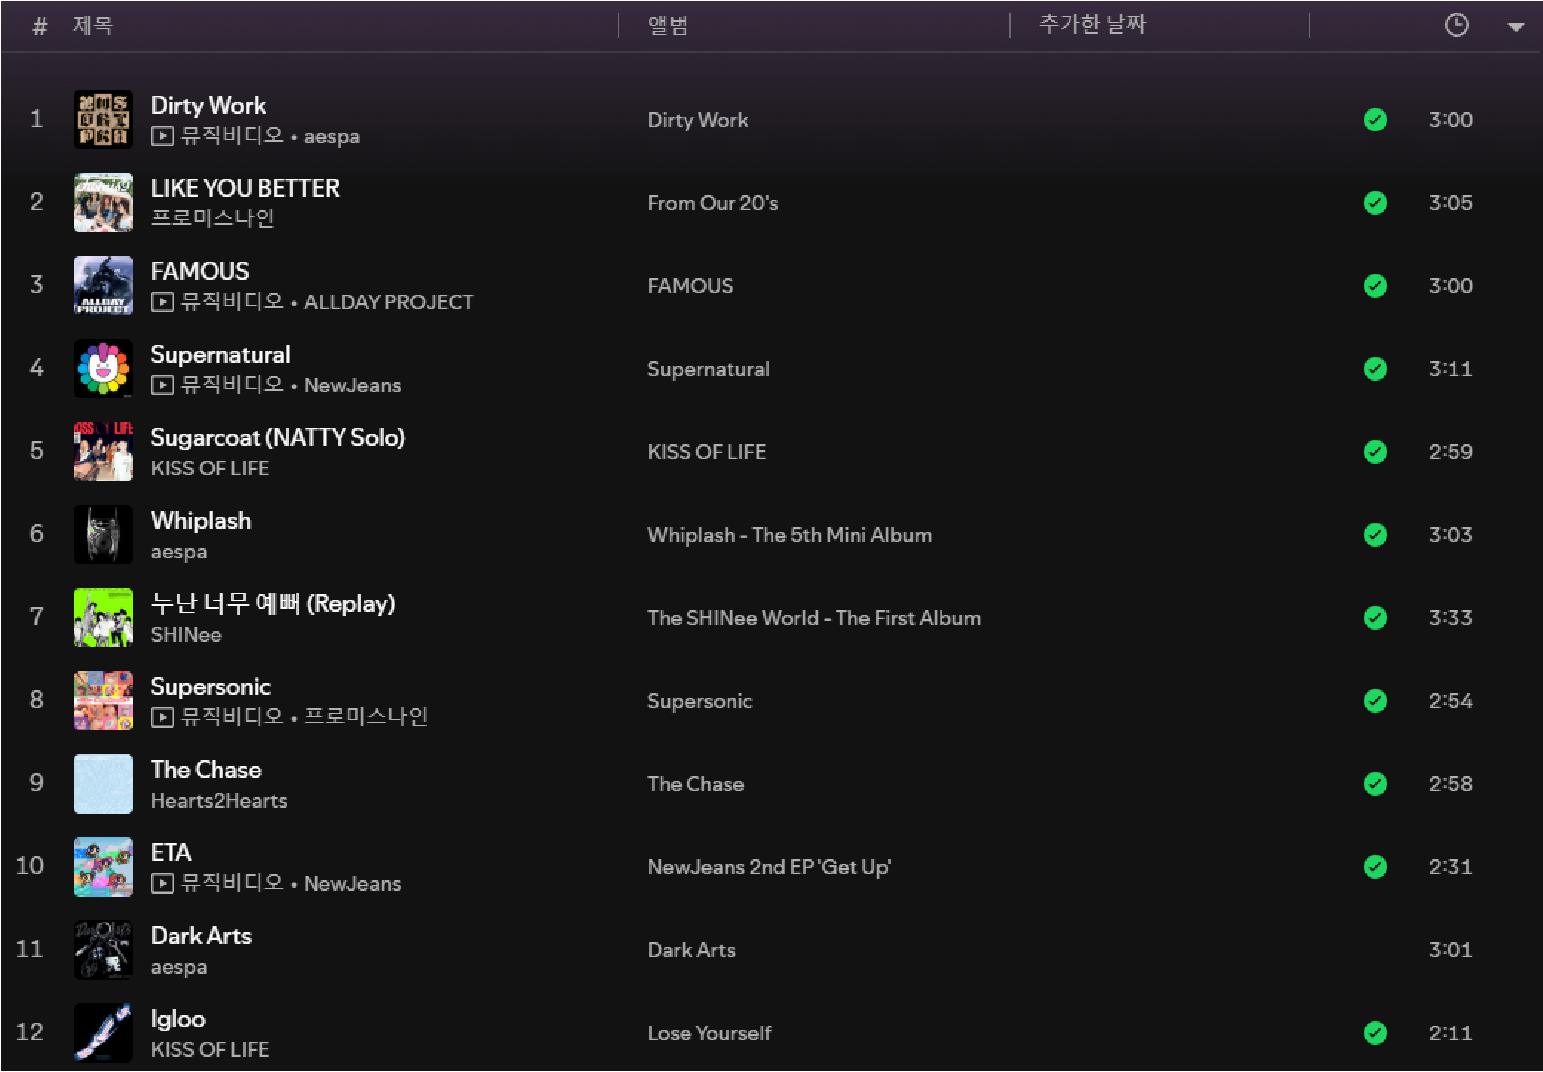 # 제목 앨범 추가한 날짜
1 Dirty Work
뮤직비디오 • aespa
Dirty Work 3:00
2 LIKE YOU BETTER
프로미스나인
From Our 20's 3:05
3 FAMOUS
뮤직비디오 • ALLDAY PROJECT
FAMOUS 3:00
4 Supernatural
뮤직비디오 • NewJeans
Supernatural 3:11
5 Sugarcoat (NATTY Solo)
KISS OF LIFE
KISS OF LIFE 2:59
6 Whiplash
aespa
Whiplash - The 5th Mini Album 3:03
7 누난 너무 예뻐 (Replay)
SHINee
The SHINee World - The First Album 3:33
8 Supersonic
뮤직비디오 • 프로미스나인
Supersonic 2:54
9 The Chase
Hearts2Hearts
The Chase 2:58
10 ETA
뮤직비디오 • NewJeans
NewJeans 2nd EP 'Get Up' 2:31
11 Dark Arts
aespa
Dark Arts 3:01
12 Igloo
KISS OF LIFE
Lose Yourself 2:11